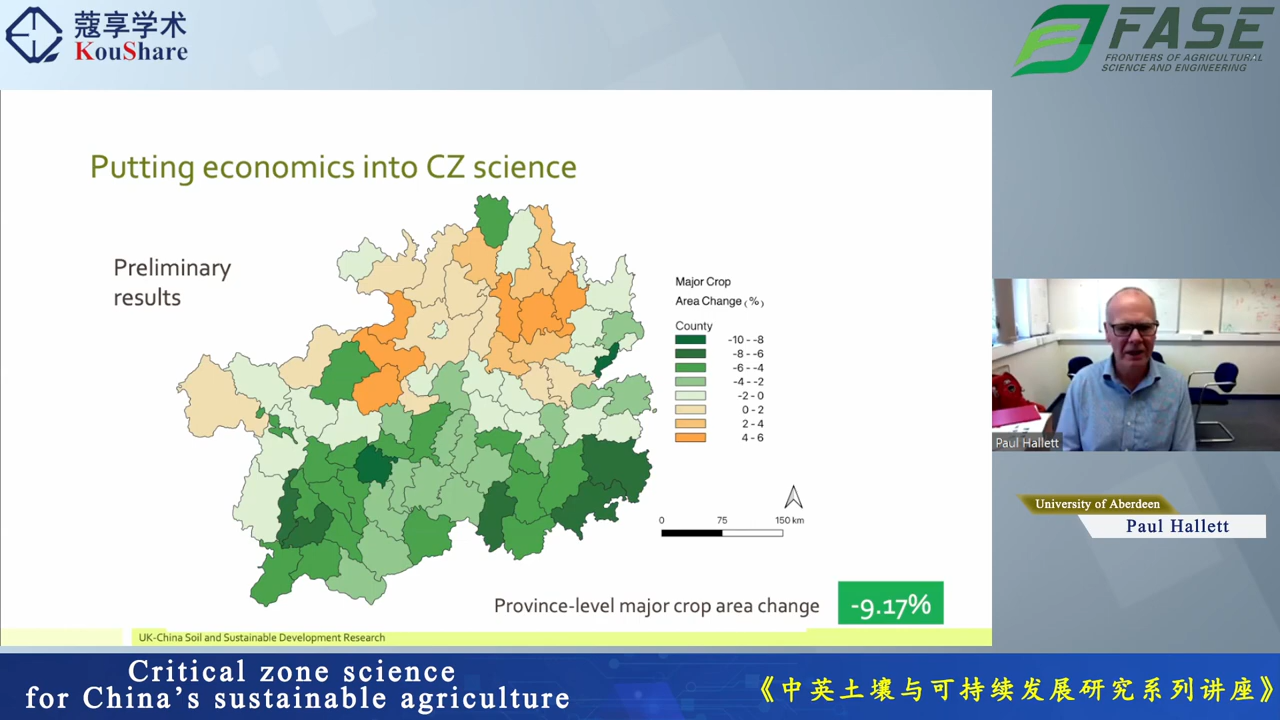 蔻享学术
KouShare
FASE
FRONTIERS OF AGRICULTURAL
SCIENCE AND ENGINEERING
Putting economics into CZ science
Preliminary
results
Major Crop
Area Change (%)
County
-10 - -8
-8 - -6
-6 - -4
-4 - -2
-2 - 0
0 - 2
2 - 4
4 - 6
0 75 150 km
Province-level major crop area change -9.17%
UK-China Soil and Sustainable Development Research
Paul Hallett
University of Aberdeen
Paul Hallett
Critical zone science
for China's sustainable agriculture
《中英土壤与可持续发展研究系列讲座》